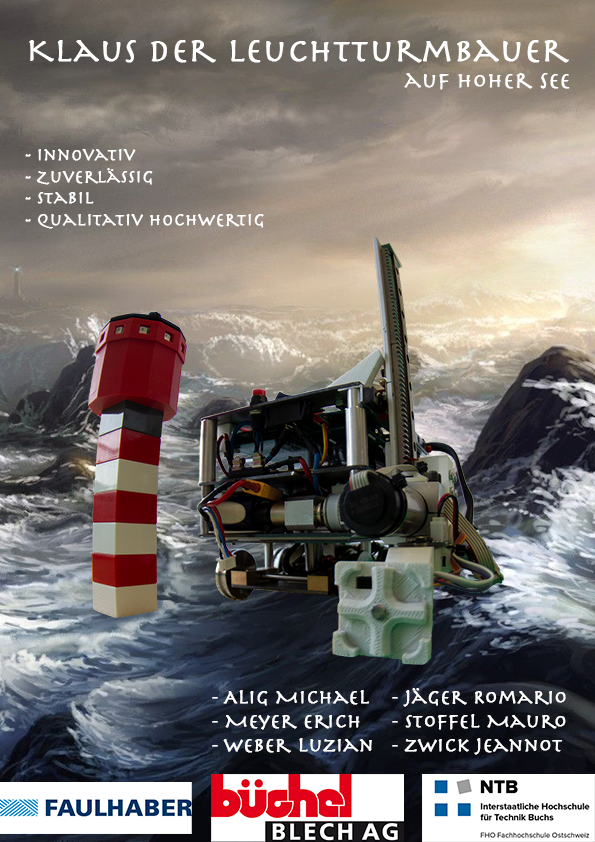 Klaus der Leuchtturmbauer
auf hoher See
- Innovativ
- Zuverlässig
- Stabil
- Qualitativ hochwertig
- Alig Michael - Jäger Romario
- Meyer Erich - Stoffel Mauro
- Weber Luzian - Zwick Jeannot
FAULHABER
büchel
BLECH AG
NTB
Interstaatliche Hochschule
für Technik Buchs
FHO Fachhochschule Ostschweiz